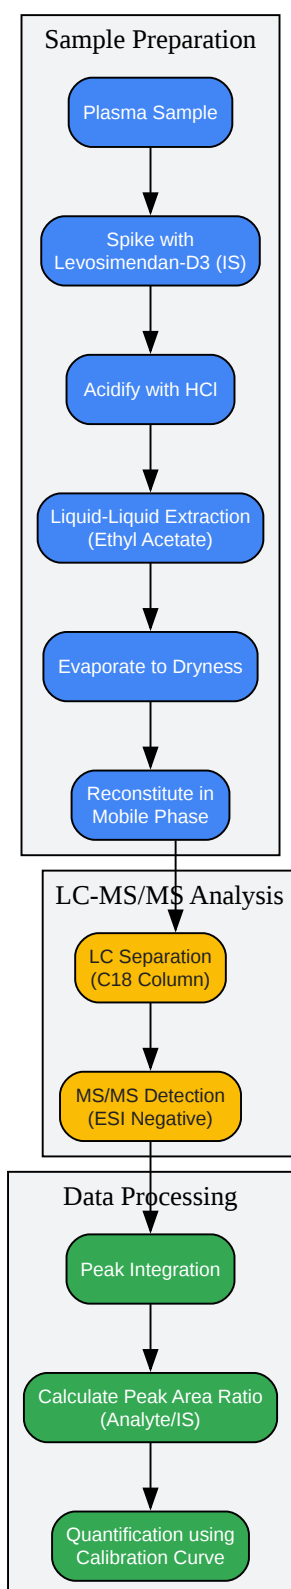 Sample Preparation
Plasma Sample
Spike with
Levosimendan-D3 (IS)
Acidify with HCl
Liquid-Liquid Extraction
(Ethyl Acetate)
Evaporate to Dryness
Reconstitute in
Mobile Phase
LC-MS/MS Analysis
LC Separation
(C18 Column)
MS/MS Detection
(ESI Negative)
Data Processing
Peak Integration
Calculate Peak Area Ratio
(Analyte/IS)
Quantification using
Calibration Curve